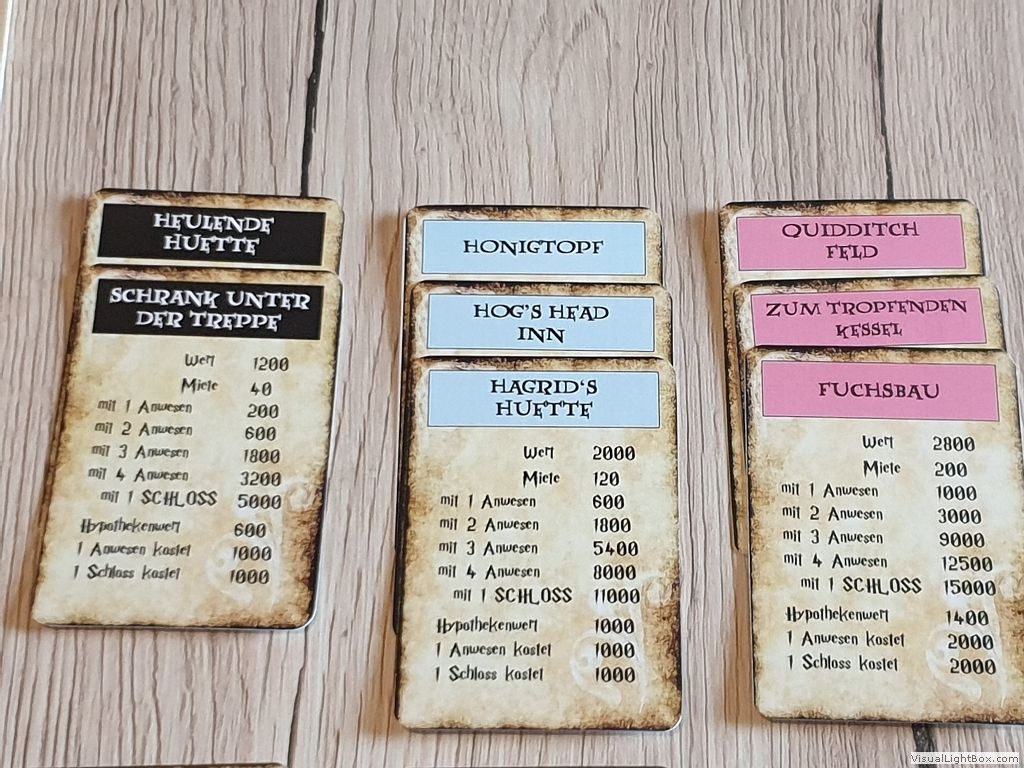 HEULENDE
HUETTE
SCHRANK UNTER
DER TREPPE
Wert 1200
Miete 40
mit 1 Anwesen 200
mit 2 Anwesen 600
mit 3 Anwesen 1800
mit 4 Anwesen 3200
mit 1 SCHLOSS 5000
Hypothekenwert 600
1 Anwesen kostet 1000
1 Schloss kostet 1000
HONIGTOPF
HOG'S HEAD
INN
HAGRID'S
HUETTE
Wert 2000
Miete 120
mit 1 Anwesen 600
mit 2 Anwesen 1800
mit 3 Anwesen 5400
mit 4 Anwesen 8000
mit 1 SCHLOSS 11000
Hypothekenwert 1000
1 Anwesen kostet 1000
1 Schloss kostet 1000
QUIDDITCH
FELD
ZUM TROPFENDEN
KESSEL
FUCHSBAU
Wert 2800
Miete 200
mit 1 Anwesen 1000
mit 2 Anwesen 3000
mit 3 Anwesen 9000
mit 4 Anwesen 12500
mit 1 SCHLOSS 15000
Hypothekenwert 1400
1 Anwesen kostet 2000
1 Schloss kostet 2000
VisualLightBox.com